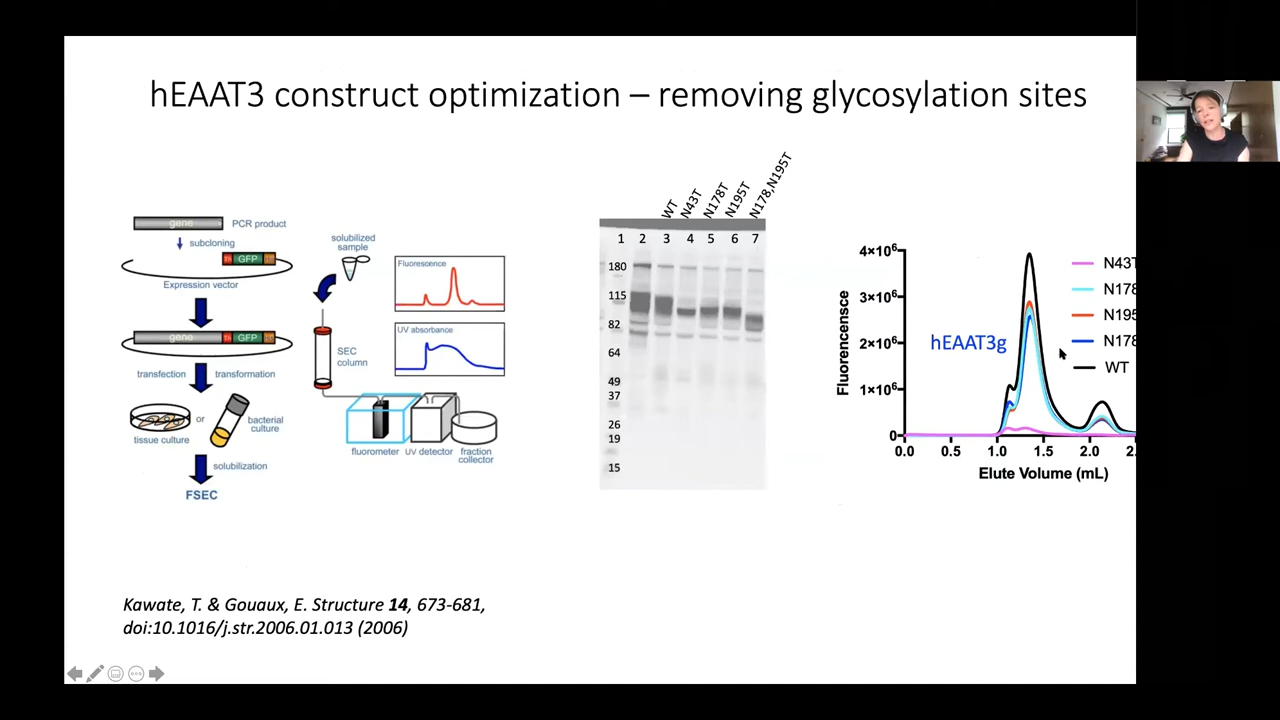 hEAAT3 construct optimization – removing glycosylation sites
gene
PCR product
subcloning
GFP
Expression vector
gene
GFP
transfection
transformation
or
tissue culture
bacterial
culture
solubilization
FSEC
solubilized
sample
Fluorescence
UV absorbance
SEC
column
fluorometer
UV detector
fraction
collector
WT
N43T
N178T
N195T
N178,N195T
1 2 3 4 5 6 7
180
115
82
64
49
37
26
19
15
Fluorescensce
4×10⁶
3×10⁶
2×10⁶
1×10⁶
0
0.0 0.5 1.0 1.5 2.0 2.
Elute Volume (mL)
hEAAT3g
N43T
N178
N195
N178
WT
Kawate, T. & Gouaux, E. Structure 14, 673-681,
doi:10.1016/j.str.2006.01.013 (2006)